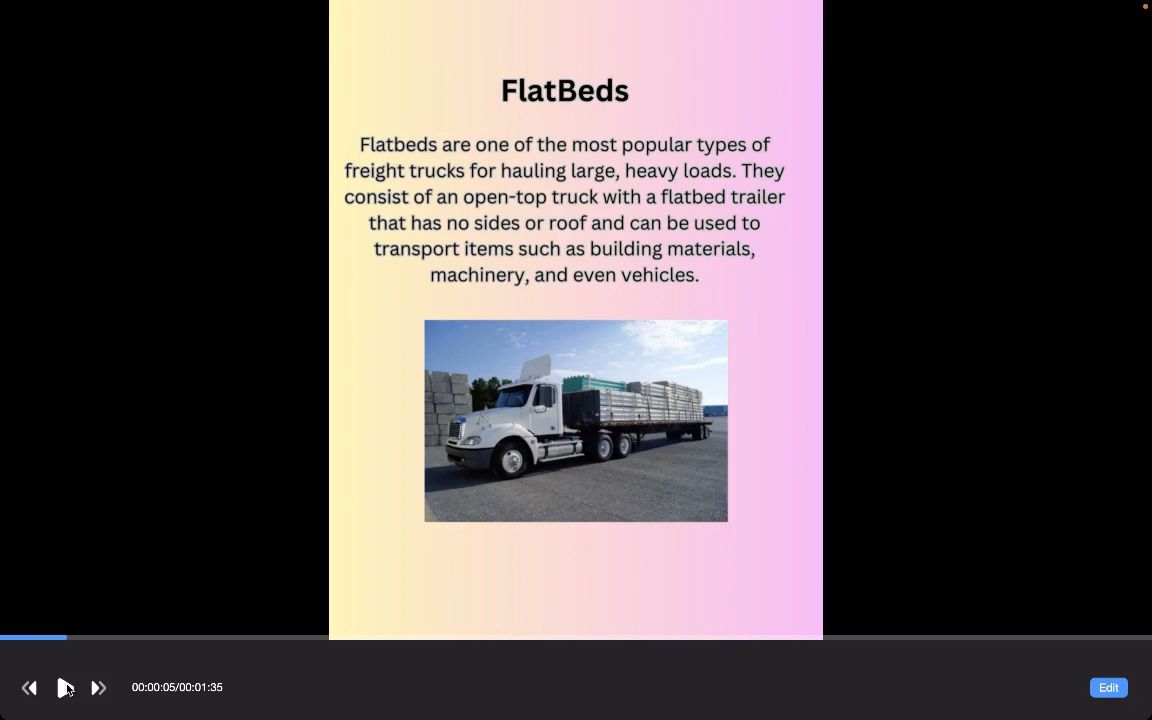 FlatBeds
Flatbeds are one of the most popular types of
freight trucks for hauling large, heavy loads. They
consist of an open-top truck with a flatbed trailer
that has no sides or roof and can be used to
transport items such as building materials,
machinery, and even vehicles.
00:00:05/00:01:35
Edit